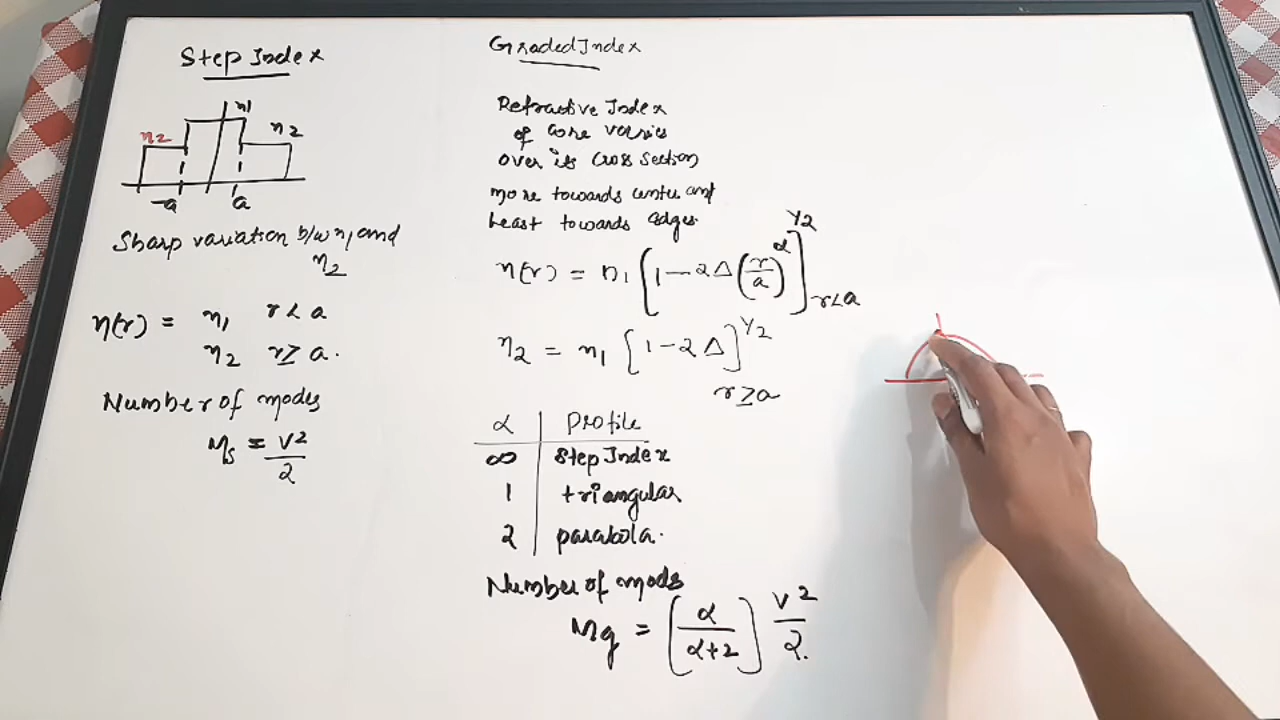 Step Index
n1
n2
n2
-a
a
Sharp variation b/w n1 and
n2
n(r) = n1 r < a
n2 r ≥ a.
Number of modes
Ms = V²/2
Graded Index
Refractive Index
of core varies
over its cross section
more towards center and
least towards edges.
n(r) = n1 [1-2Δ(r/a)^α]^1/2 r<a
n2 = n1 [1-2Δ]^1/2
r≥a
α | Profile
∞ | Step Index
1 | triangular
2 | parabola.
Number of mods
Mg = [α/α+2] V²/2.